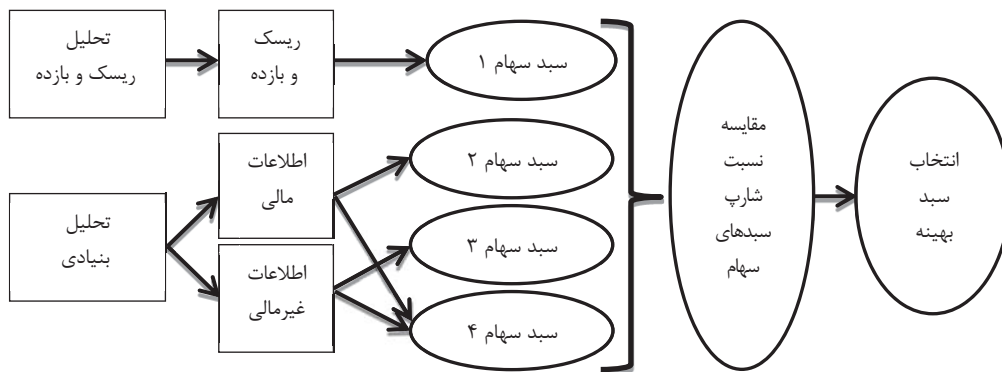 تحلیل
ریسک و بازده
ریسک
و بازده
سبد سهام ۱
تحلیل
بنیادی
اطلاعات
مالی
اطلاعات
غیرمالی
سبد سهام ۲
سبد سهام ۳
سبد سهام ۴
مقایسه
نسبت
شارپ
سبدهای
سهام
انتخاب
سبد
بهینه